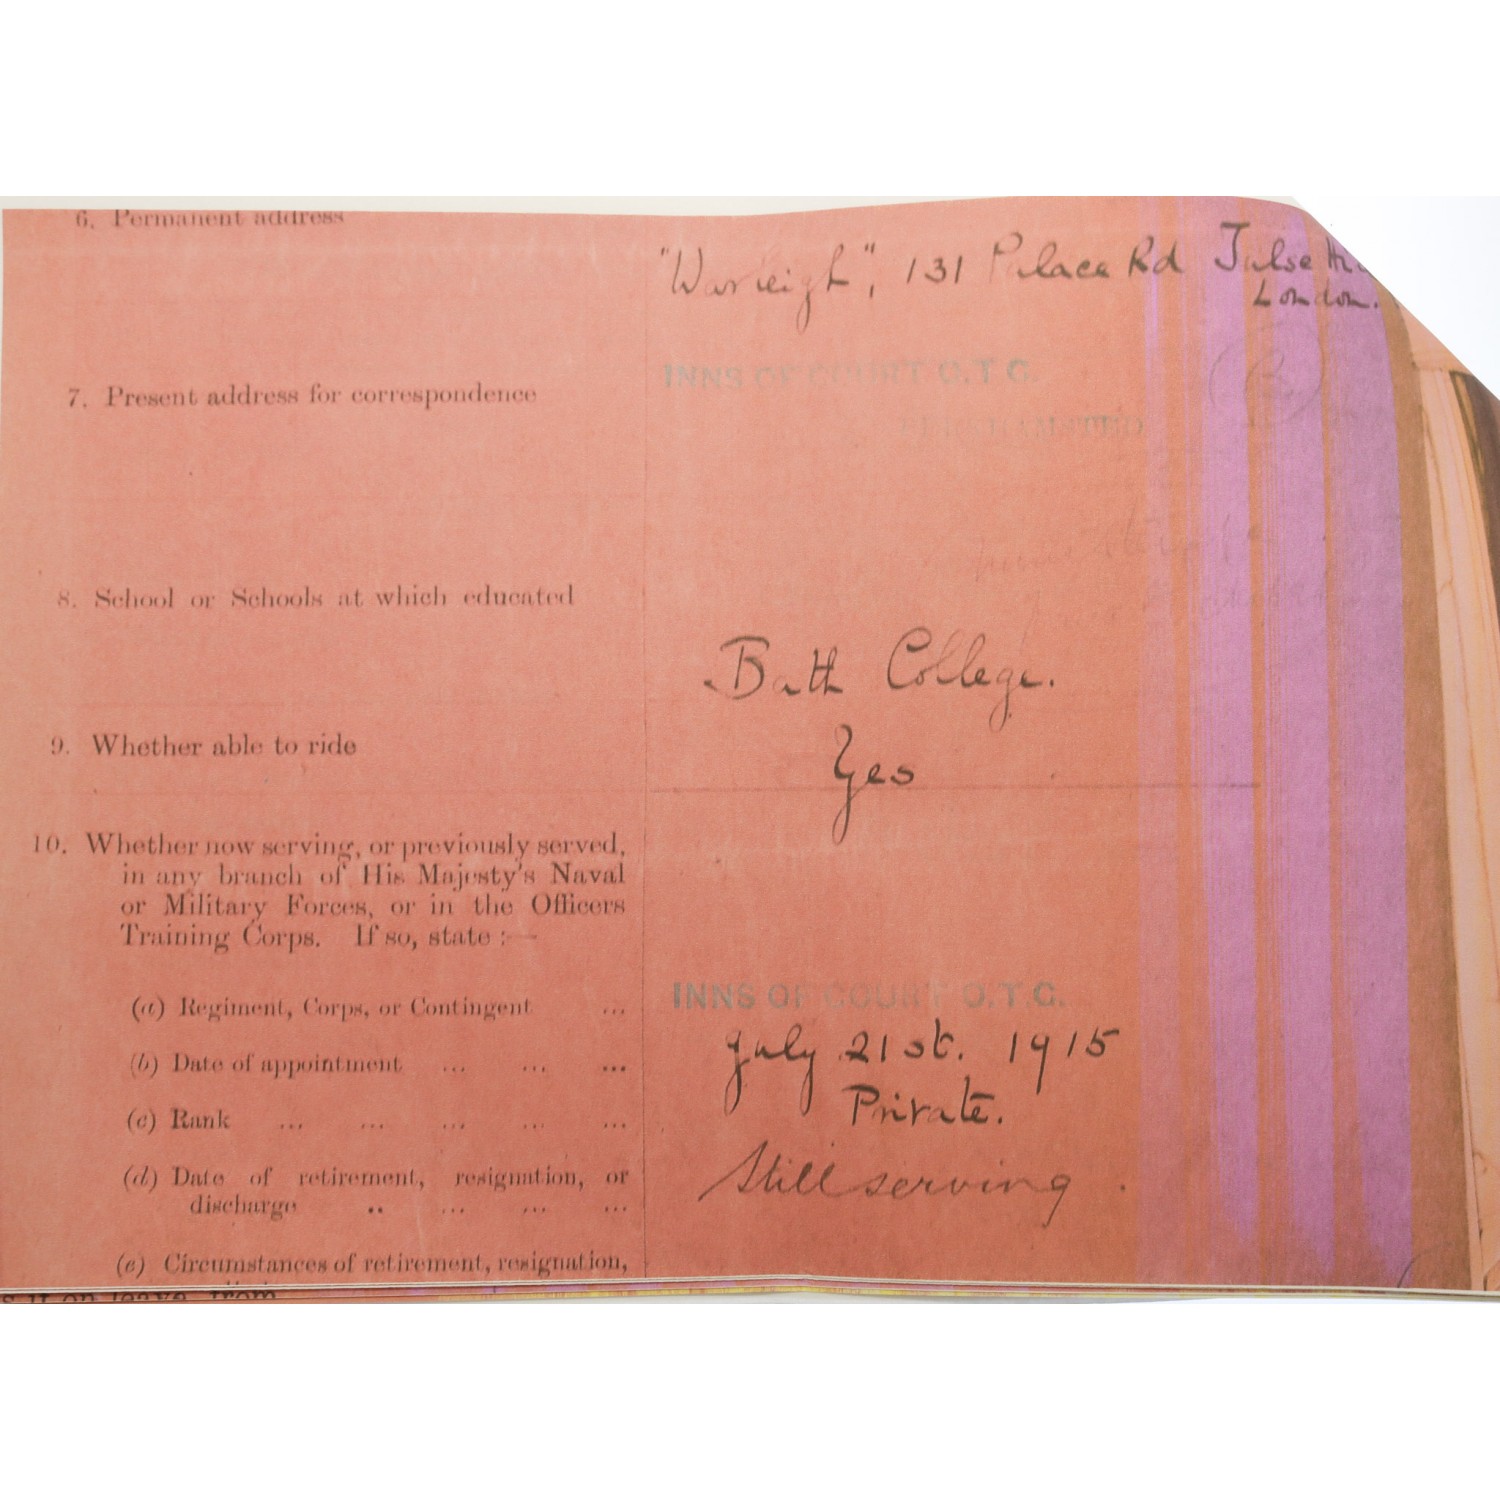 6. Permanent address
"Warleigh", 131 Palace Rd Tulse
London.
7. Present address for correspondence
INNS OF COURT O.T.C.
BERKHAMSTED
8. School or Schools at which educated
Bath College.
9. Whether able to ride
Yes
10. Whether now serving, or previously served,
in any branch of His Majesty's Naval
or Military Forces, or in the Officers
Training Corps. If so, state :—
(a) Regiment, Corps, or Contingent ...
INNS OF COURT O.T.C.
(b) Date of appointment ... ... ...
July 21st. 1915
(c) Rank ... ... ... ... ...
Private.
(d) Date of retirement, resignation, or
discharge .. ... ... ...
Still serving.
(e) Circumstances of retirement, resignation,
on leave, from